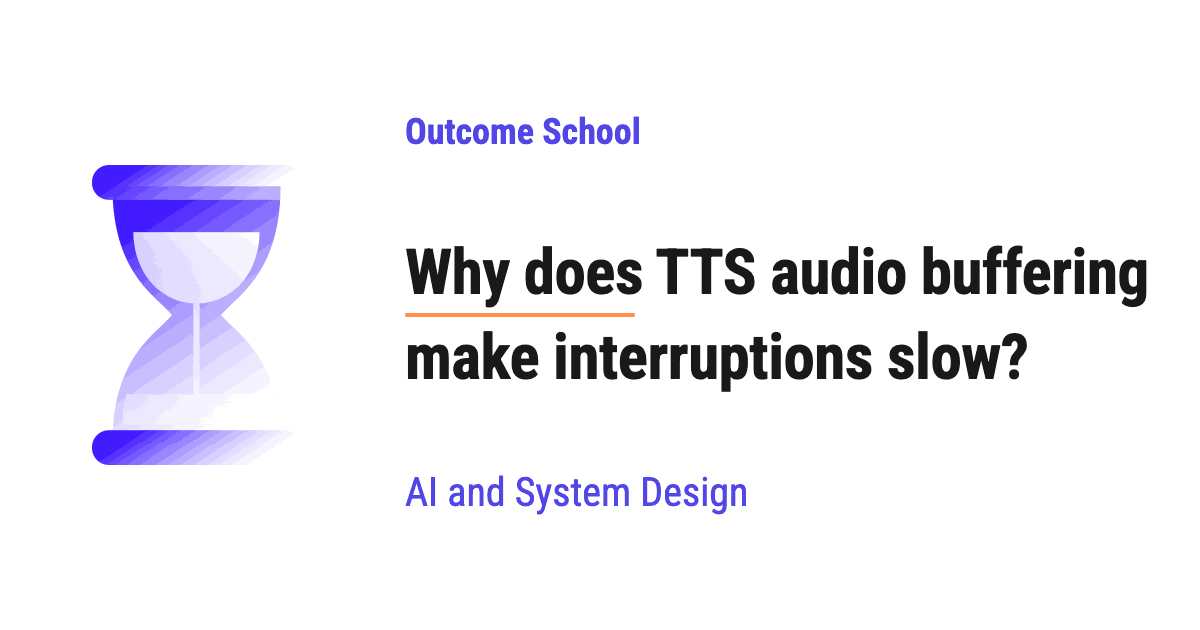 Outcome School
Why does TTS audio buffering
make interruptions slow?
AI and System Design